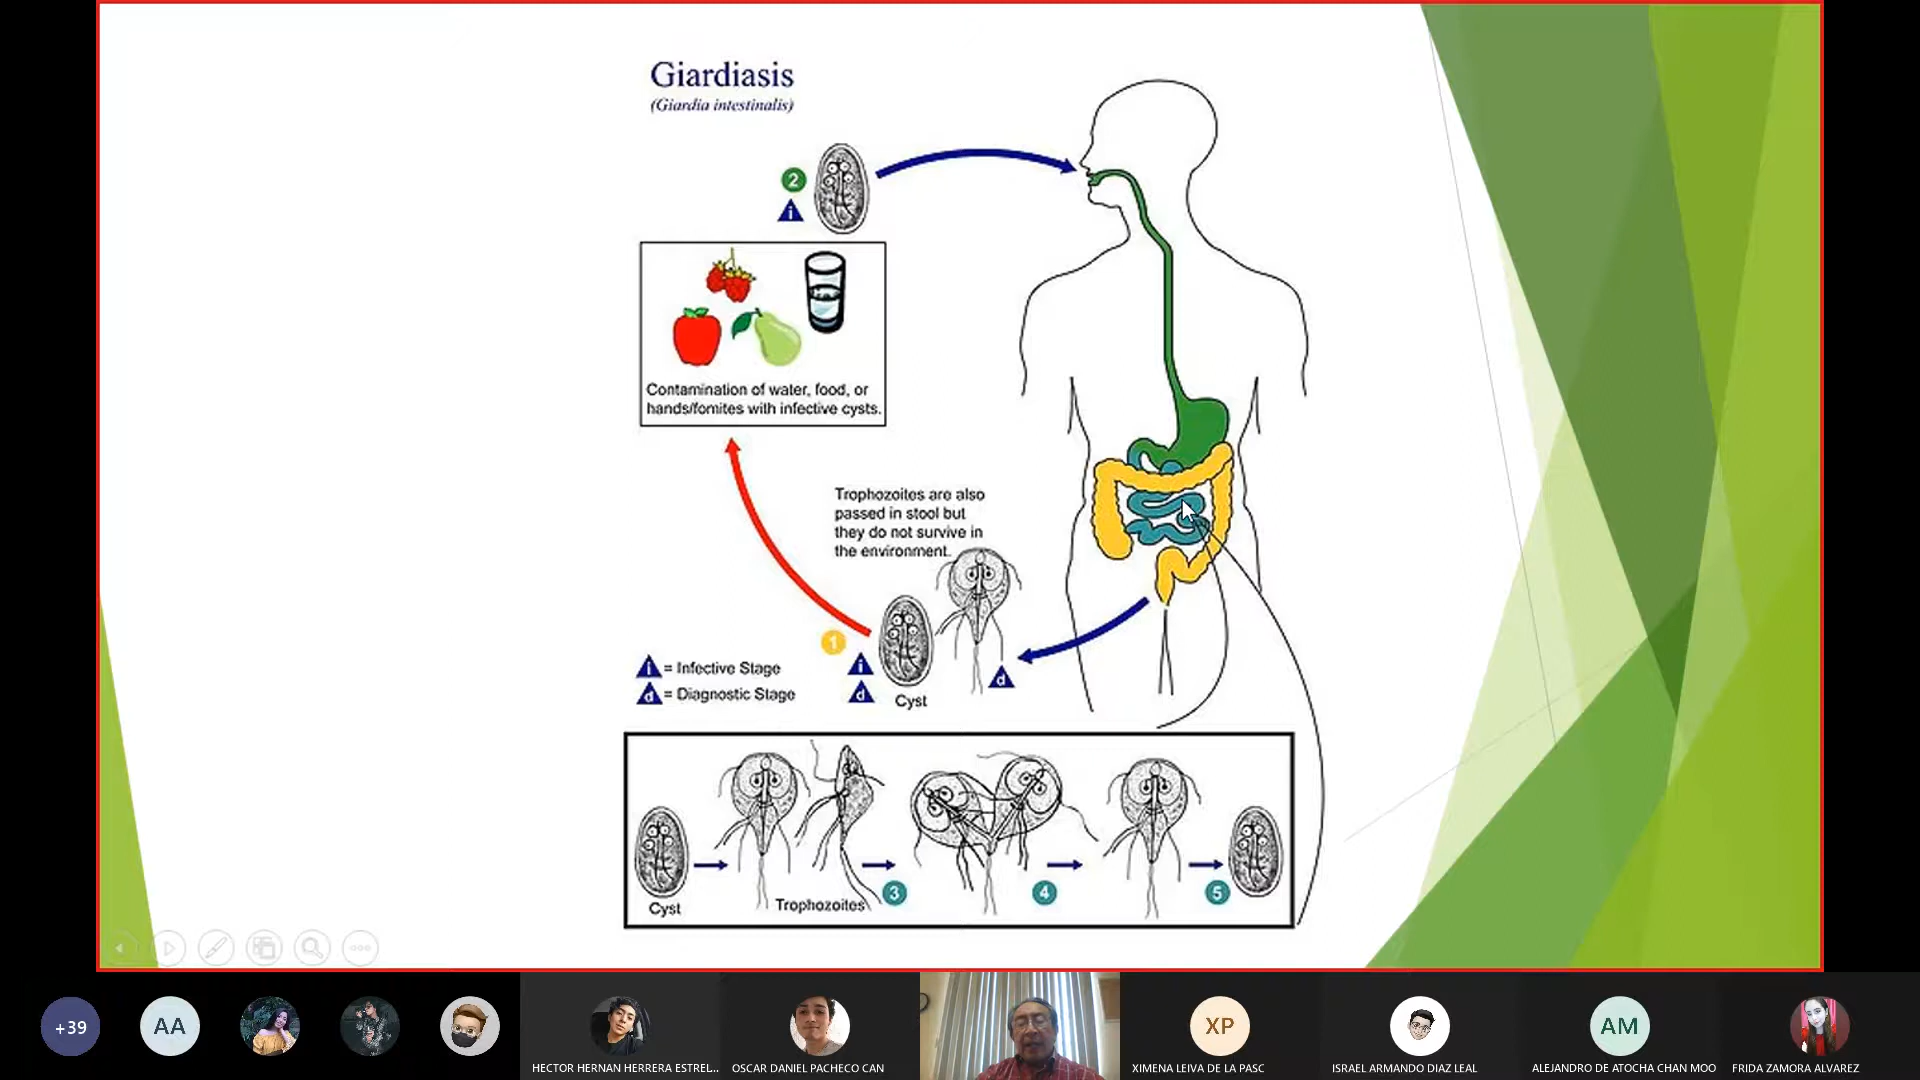 Giardiasis
(Giardia intestinalis)
2
i
Contamination of water, food, or
hands/fomites with infective cysts.
Trophozoites are also
passed in stool but
they do not survive in
the environment.
1
i
d
Cyst
d
i = Infective Stage
d = Diagnostic Stage
Cyst
Trophozoites
3
4
5
+39
AA
HECTOR HERNAN HERRERA ESTREL...
OSCAR DANIEL PACHECO CAN
XP
XIMENA LEIVA DE LA PASC
ISRAEL ARMANDO DIAZ LEAL
AM
ALEJANDRO DE ATOCHA CHAN MOO
FRIDA ZAMORA ALVAREZ